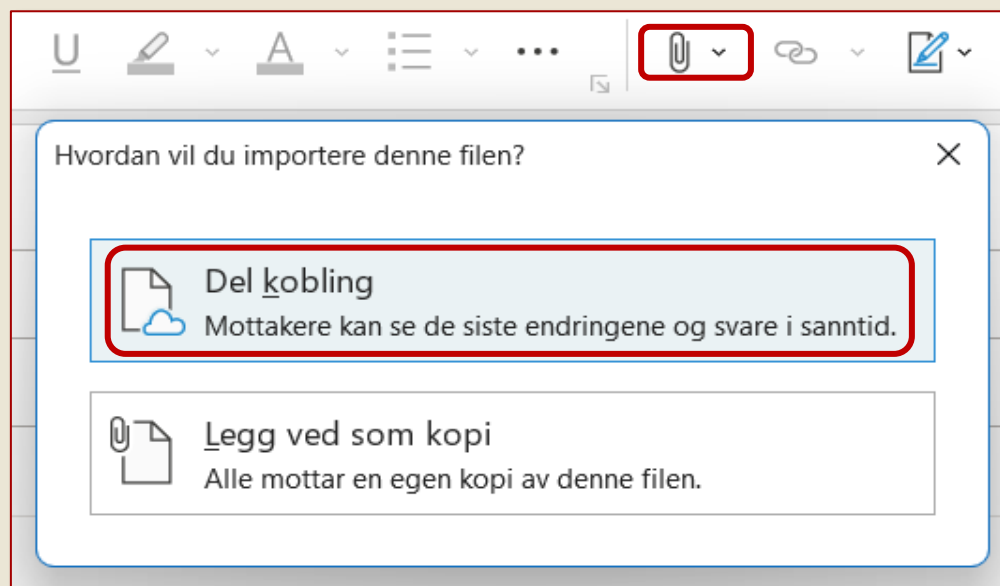 U A
Hvordan vil du importere denne filen?
Del kobling
Mottakere kan se de siste endringene og svare i sanntid.
Legg ved som kopi
Alle mottar en egen kopi av denne filen.